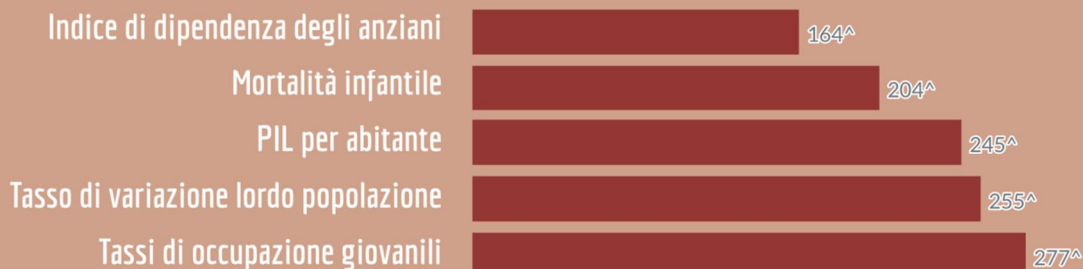 Indice di dipendenza degli anziani 164^
Mortalità infantile 204^
PIL per abitante 245^
Tasso di variazione lordo popolazione 255^
Tassi di occupazione giovanili 277^